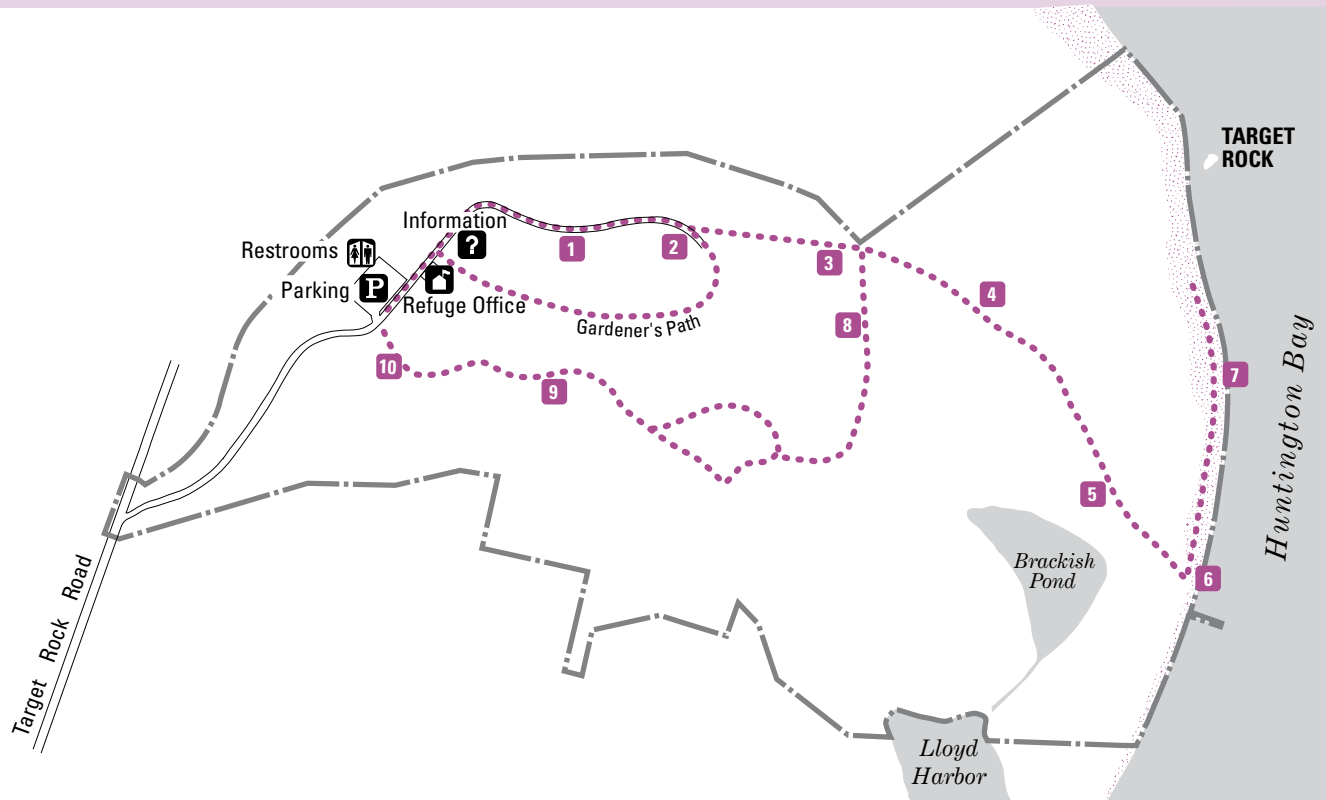 TARGET
ROCK
Information
?
Restrooms
1
2
3
P
Parking
Refuge Office
4
Gardener's Path
8
10
9
7
5
6
Huntington Bay
Brackish
Pond
Target Rock Road
Lloyd
Harbor